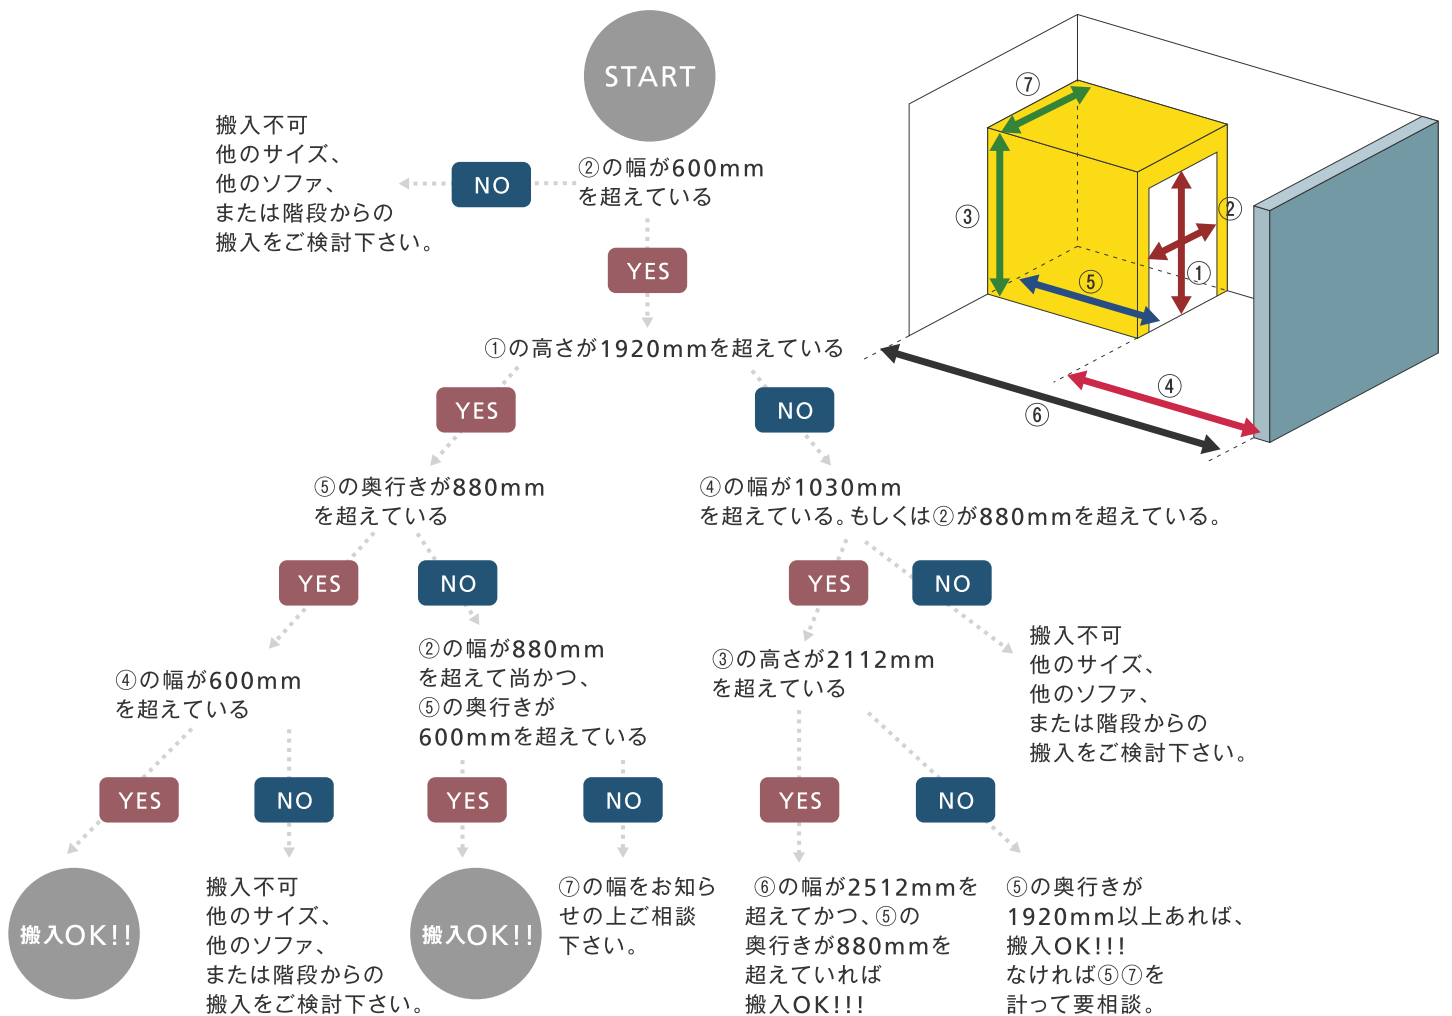 START
②の幅が600mm
を超えている
NO
搬入不可
他のサイズ、
他のソファ、
または階段からの
搬入をご検討下さい。
YES
①の高さが1920mmを超えている
YES
NO
⑤の奥行きが880mm
を超えている
④の幅が1030mm
を超えている。もしくは②が880mmを超えている。
YES
NO
YES
NO
④の幅が600mm
を超えている
②の幅が880mm
を超えて尚かつ、
⑤の奥行きが
600mmを超えている
③の高さが2112mm
を超えている
搬入不可
他のサイズ、
他のソファ、
または階段からの
搬入をご検討下さい。
YES
NO
YES
NO
YES
NO
搬入OK!!
搬入不可
他のサイズ、
他のソファ、
または階段からの
搬入をご検討下さい。
搬入OK!!
⑦の幅をお知ら
せの上ご相談
下さい。
⑥の幅が2512mmを
超えてかつ、⑤の
奥行きが880mmを
超えていれば
搬入OK!!!
⑤の奥行きが
1920mm以上あれば、
搬入OK!!!
なければ⑤⑦を
計って要相談。
⑦
③
②
①
⑤
④
⑥